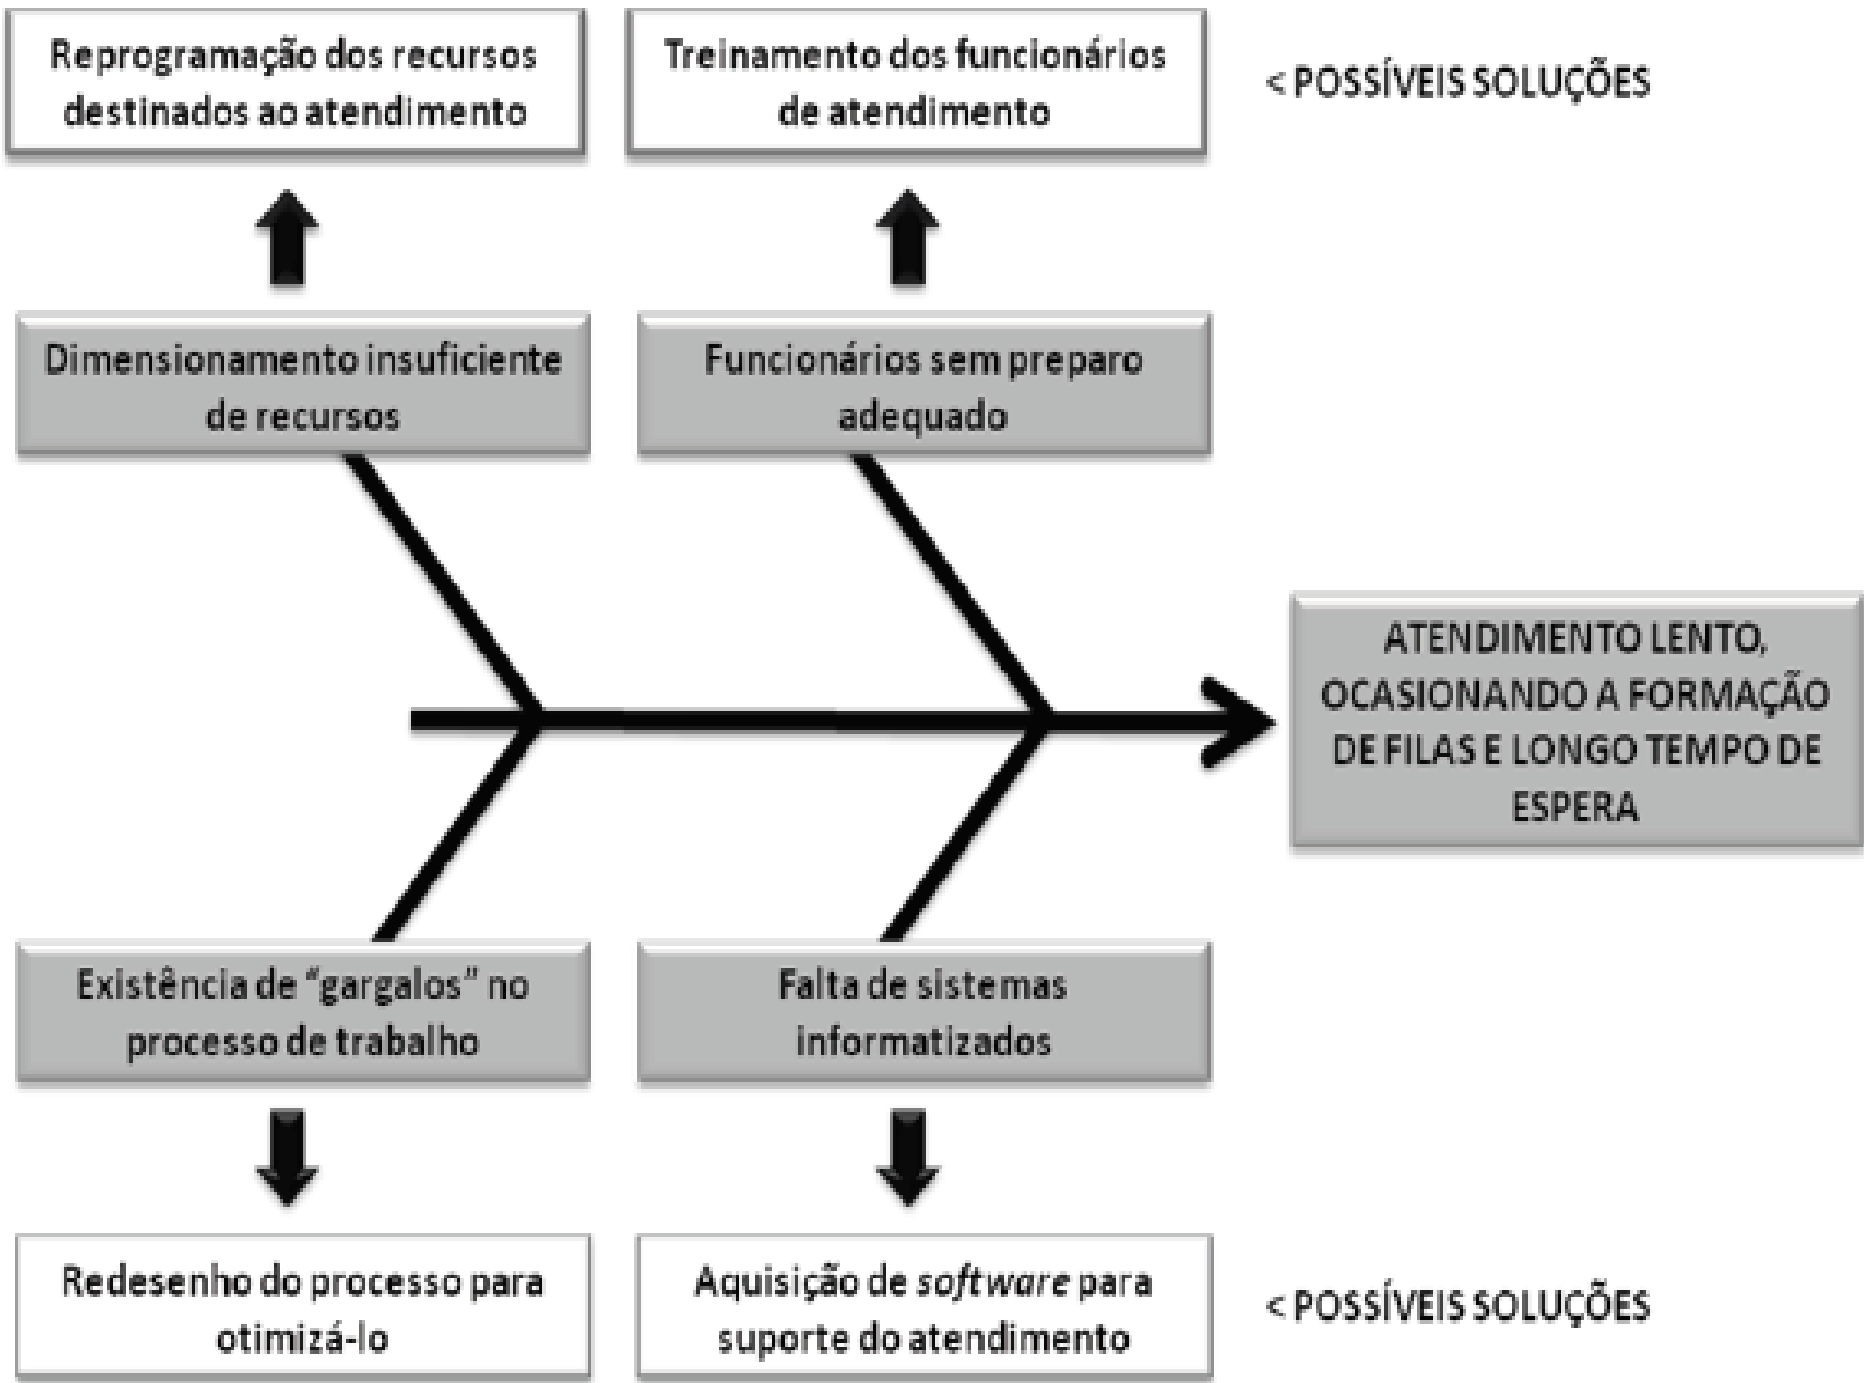 Reprogramação dos recursos
destinados ao atendimento
Treinamento dos funcionários
de atendimento
< POSSÍVEIS SOLUÇÕES
Dimensionamento insuficiente
de recursos
Funcionários sem preparo
adequado
ATENDIMENTO LENTO,
OCASIONANDO A FORMAÇÃO
DE FILAS E LONGO TEMPO DE
ESPERA
Existência de “gargalos” no
processo de trabalho
Falta de sistemas
informatizados
Redesenho do processo para
otimizá-lo
Aquisição de software para
suporte do atendimento
< POSSÍVEIS SOLUÇÕES